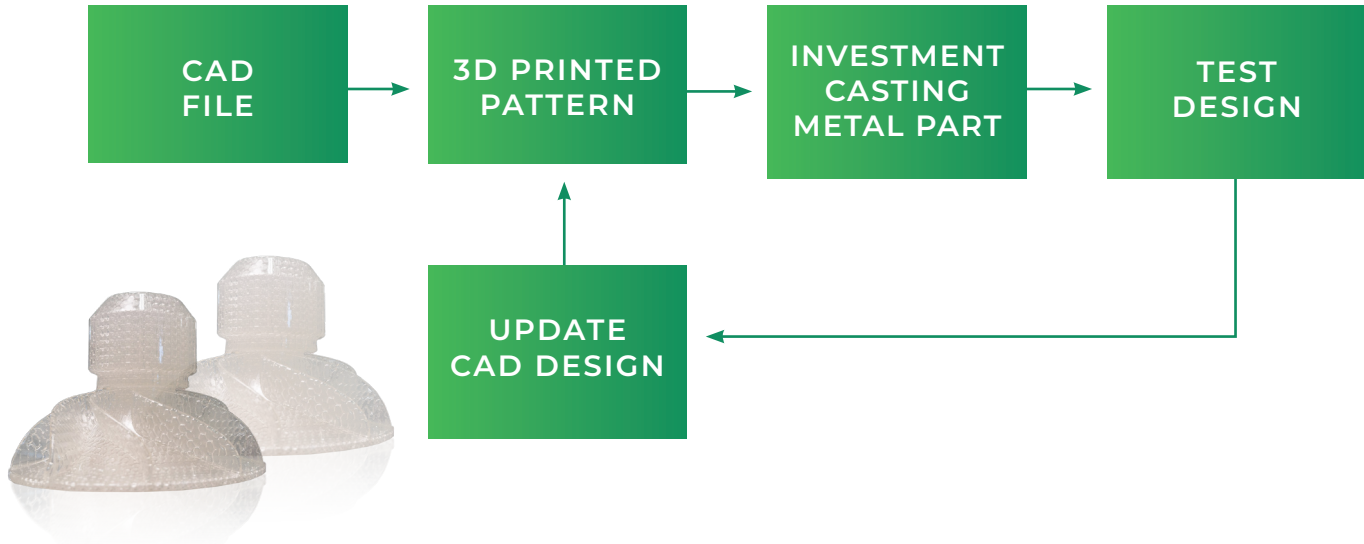 CAD
FILE
3D PRINTED
PATTERN
INVESTMENT
CASTING
METAL PART
TEST
DESIGN
UPDATE
CAD DESIGN